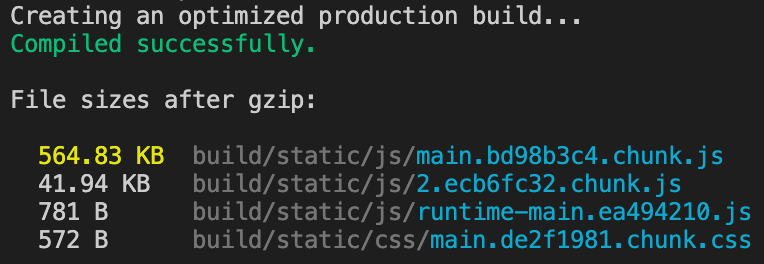 Creating an optimized production build...
Compiled successfully.
File sizes after gzip:
564.83 KB  build/static/js/main.bd98b3c4.chunk.js
41.94 KB  build/static/js/2.ecb6fc32.chunk.js
781 B  build/static/js/runtime-main.ea494210.js
572 B  build/static/css/main.de2f1981.chunk.css